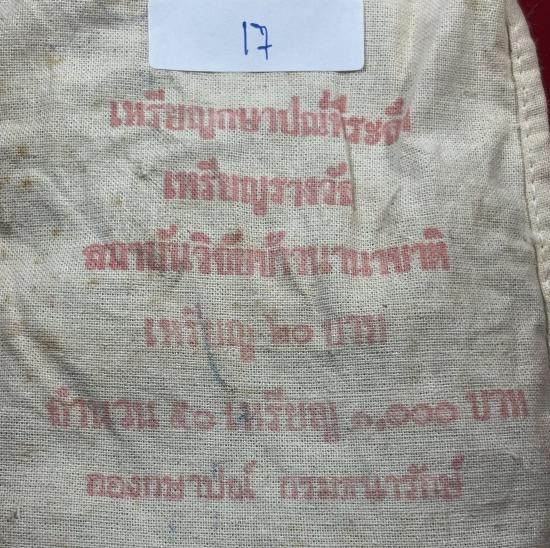 17
เหรียญกษาปณ์ที่ระลึก
เหรียญรางวัล
สถาบันวิจัยข้าวนานาชาติ
เหรียญ ๒๐ บาท
จำนวน ๕๐ เหรียญ ๑,๐๐๐ บาท
กองกษาปณ์ กรมธนารักษ์